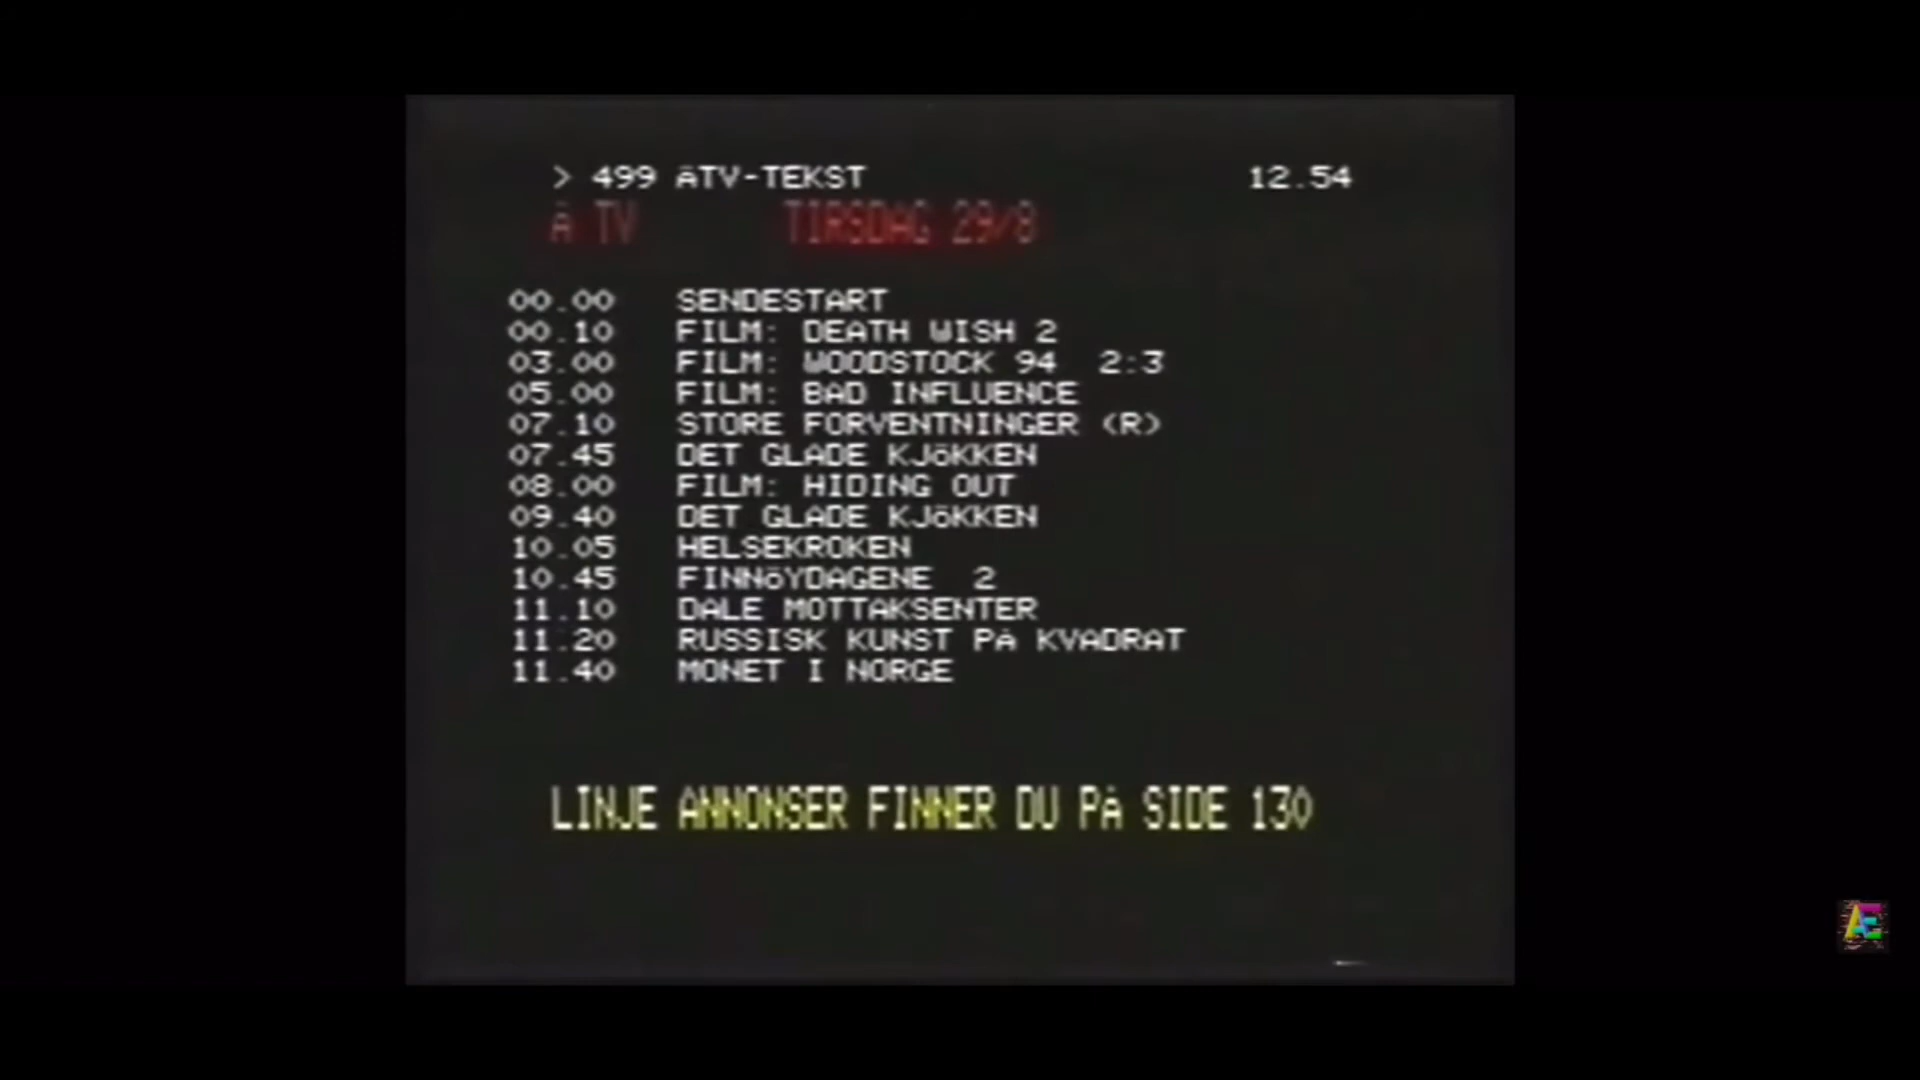 > 499 åTV-TEKST 12.54
å TV TIRSDAG 29/8
00.00 SENDESTART
00.10 FILM: DEATH WISH 2
03.00 FILM: WOODSTOCK 94 2:3
05.00 FILM: BAD INFLUENCE
07.10 STORE FORVENTNINGER (R)
07.45 DET GLADE KJöKKEN
08.00 FILM: HIDING OUT
09.40 DET GLADE KJöKKEN
10.05 HELSEKROKEN
10.45 FINNöYDAGENE 2
11.10 DALE MOTTAKSENTER
11.20 RUSSISK KUNST På KVADRAT
11.40 MONET I NORGE
LINJE ANNONSER FINNER DU På SIDE 130
AE